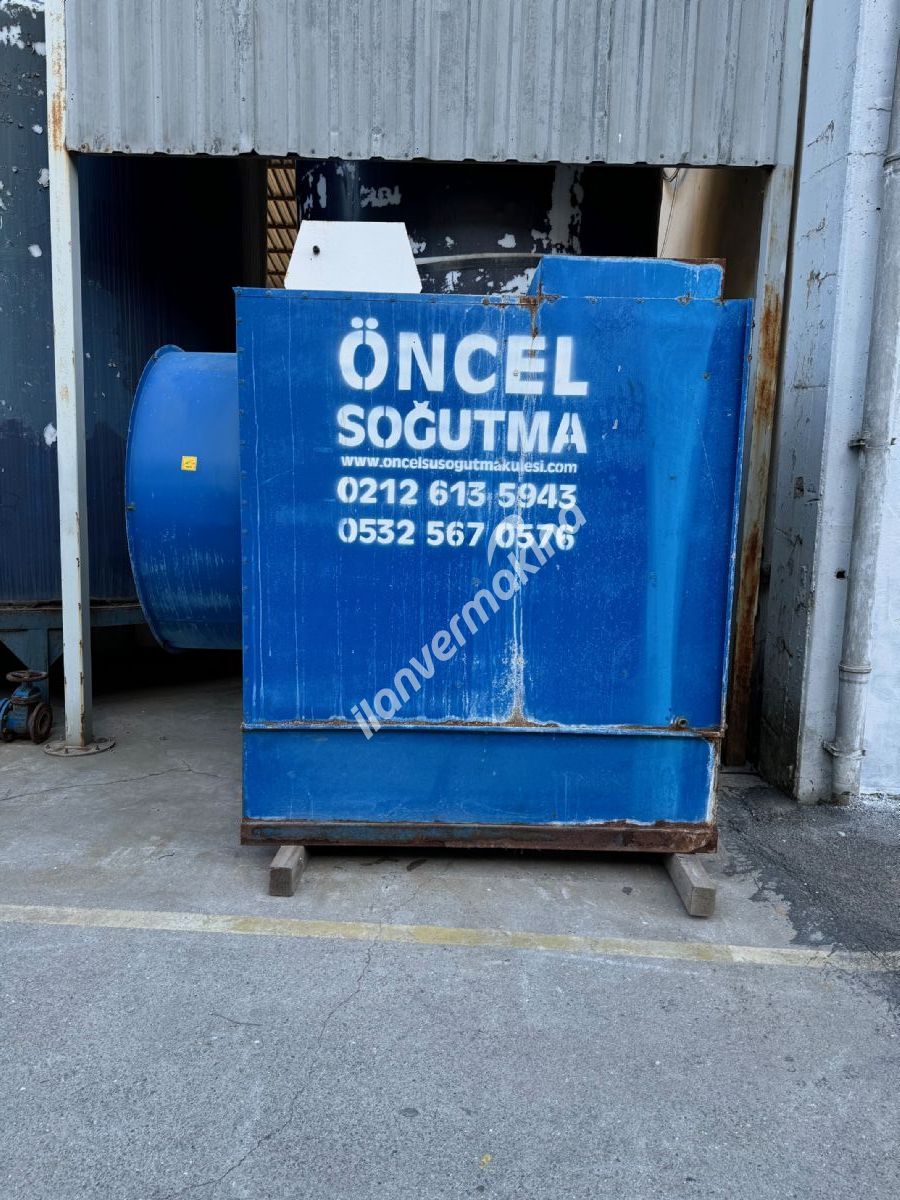 ÖNCEL
SOĞUTMA
www.oncelsusogutmakulesi.com
0212 613 5943
0532 567 0576
ilanvermakina